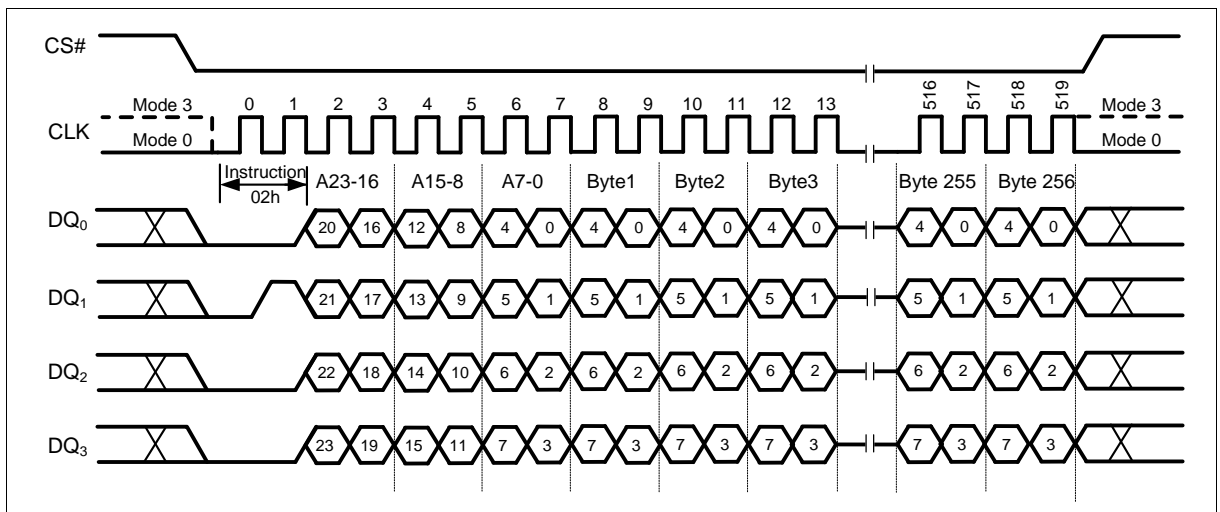 CS#
0 1 2 3 4 5 6 7 8 9 10 11 12 13 516 517 518 519
Mode 3 Mode 3
CLK
Mode 0 Mode 0
Instruction A23-16 A15-8 A7-0 Byte1 Byte2 Byte3 Byte 255 Byte 256
02h
DQ0 20 16 12 8 4 0 4 0 4 0 4 0 4 0 4 0
DQ1 21 17 13 9 5 1 5 1 5 1 5 1 5 1 5 1
DQ2 22 18 14 10 6 2 6 2 6 2 6 2 6 2 6 2
DQ3 23 19 15 11 7 3 7 3 7 3 7 3 7 3 7 3